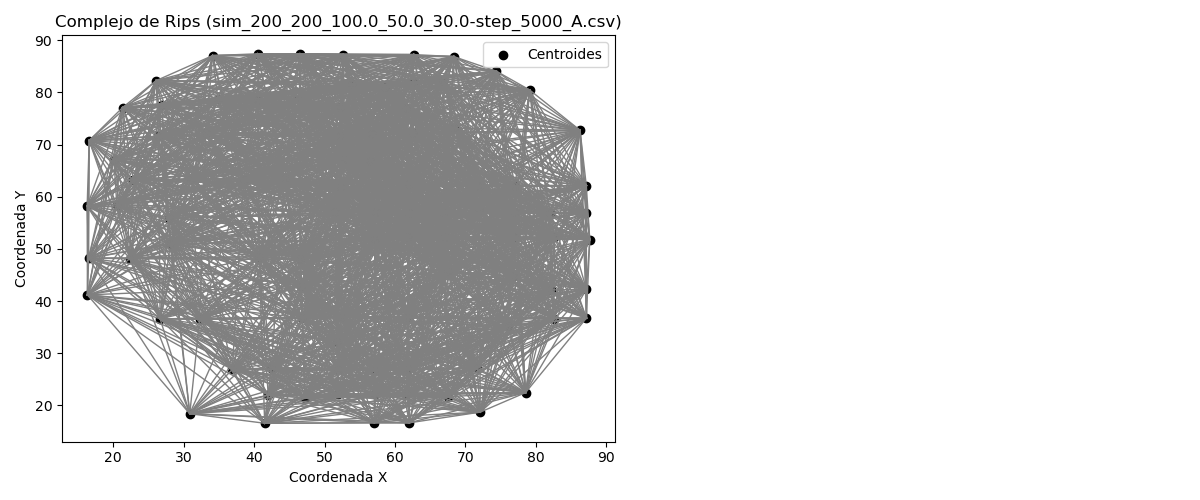 Complejo de Rips (sim_200_200_100.0_50.0_30.0-step_5000_A.csv)
Centroides
90
80
70
60
50
40
30
20
Coordenada Y
20 30 40 50 60 70 80 90
Coordenada X